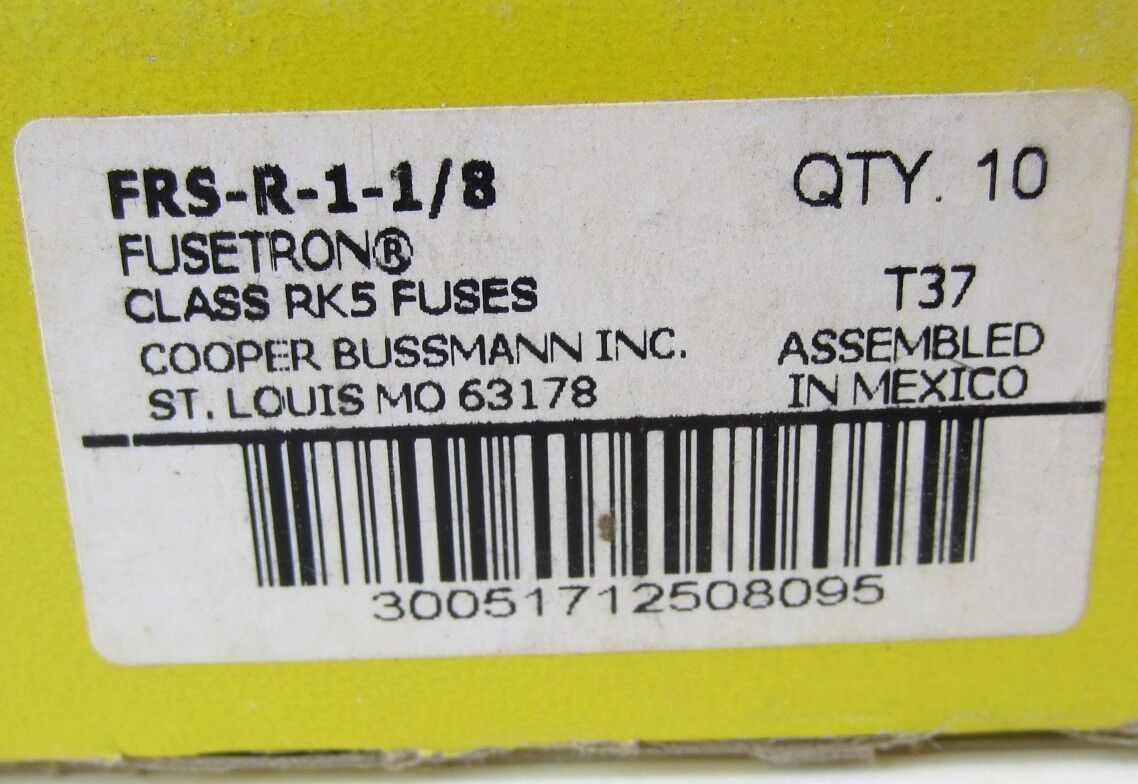 FRS-R-1-1/8
QTY. 10
FUSETRON®
CLASS RK5 FUSES
T37
COOPER BUSSMANN INC.
ASSEMBLED
ST. LOUIS MO 63178
IN MEXICO
30051712508095